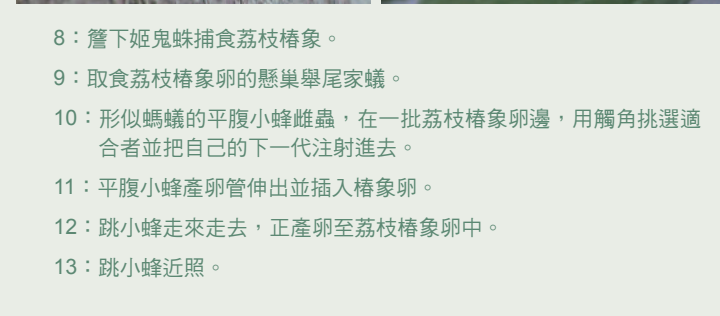 8：簷下姬鬼蛛捕食荔枝椿象。
9：取食荔枝椿象卵的懸巢舉尾家蟻。
10：形似螞蟻的平腹小蜂雌蟲，在一批荔枝椿象卵邊，用觸角挑選適
合者並把自己的下一代注射進去。
11：平腹小蜂產卵管伸出並插入椿象卵。
12：跳小蜂走來走去，正產卵至荔枝椿象卵中。
13：跳小蜂近照。